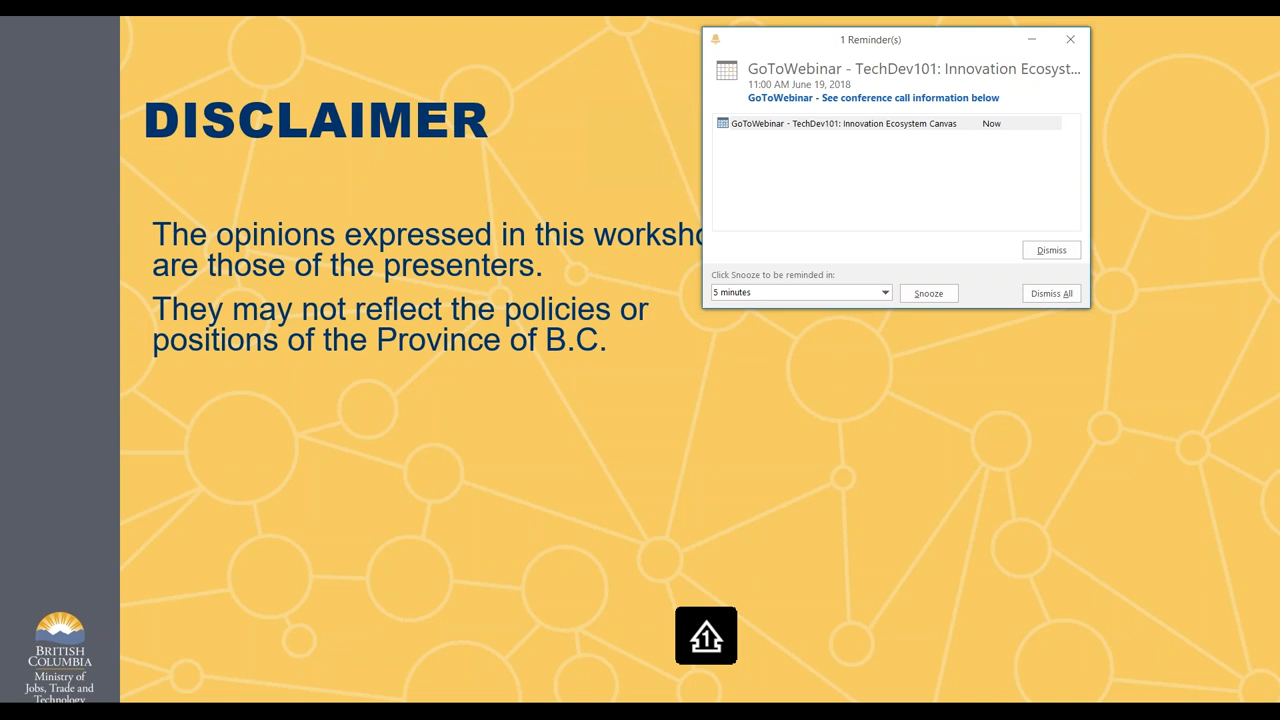 DISCLAIMER
The opinions expressed in this worksho
are those of the presenters.
They may not reflect the policies or
positions of the Province of B.C.
1 Reminder(s)
GoToWebinar - TechDev101: Innovation Ecosyst...
11:00 AM June 19, 2018
GoToWebinar - See conference call information below
GoToWebinar - TechDev101: Innovation Ecosystem Canvas Now
Dismiss
Click Snooze to be reminded in:
5 minutes Snooze Dismiss All
1
BRITISH
COLUMBIA
Ministry of
Jobs, Trade and
Technology